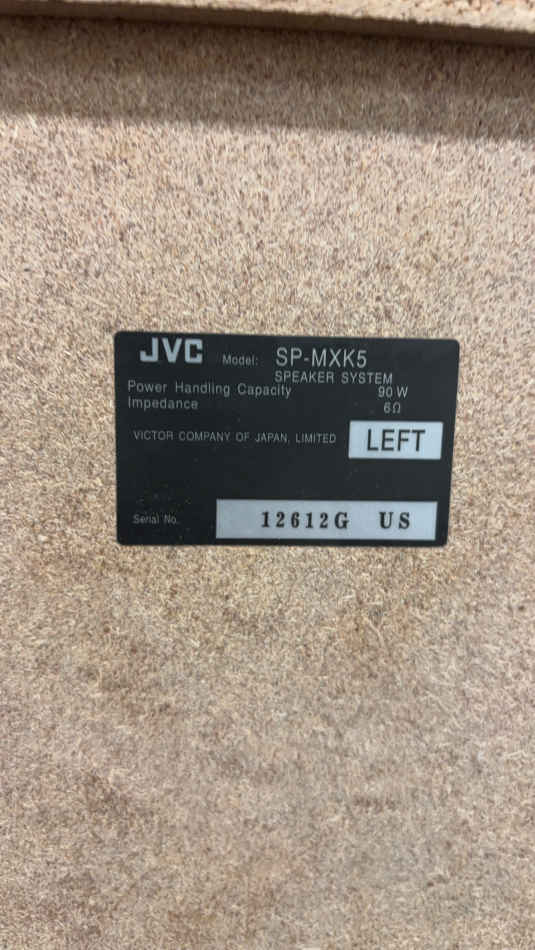 JVC Model: SP-MXK5
SPEAKER SYSTEM
Power Handling Capacity 90 W
Impedance 6Ω
VICTOR COMPANY OF JAPAN, LIMITED LEFT
Serial No. 12612G US